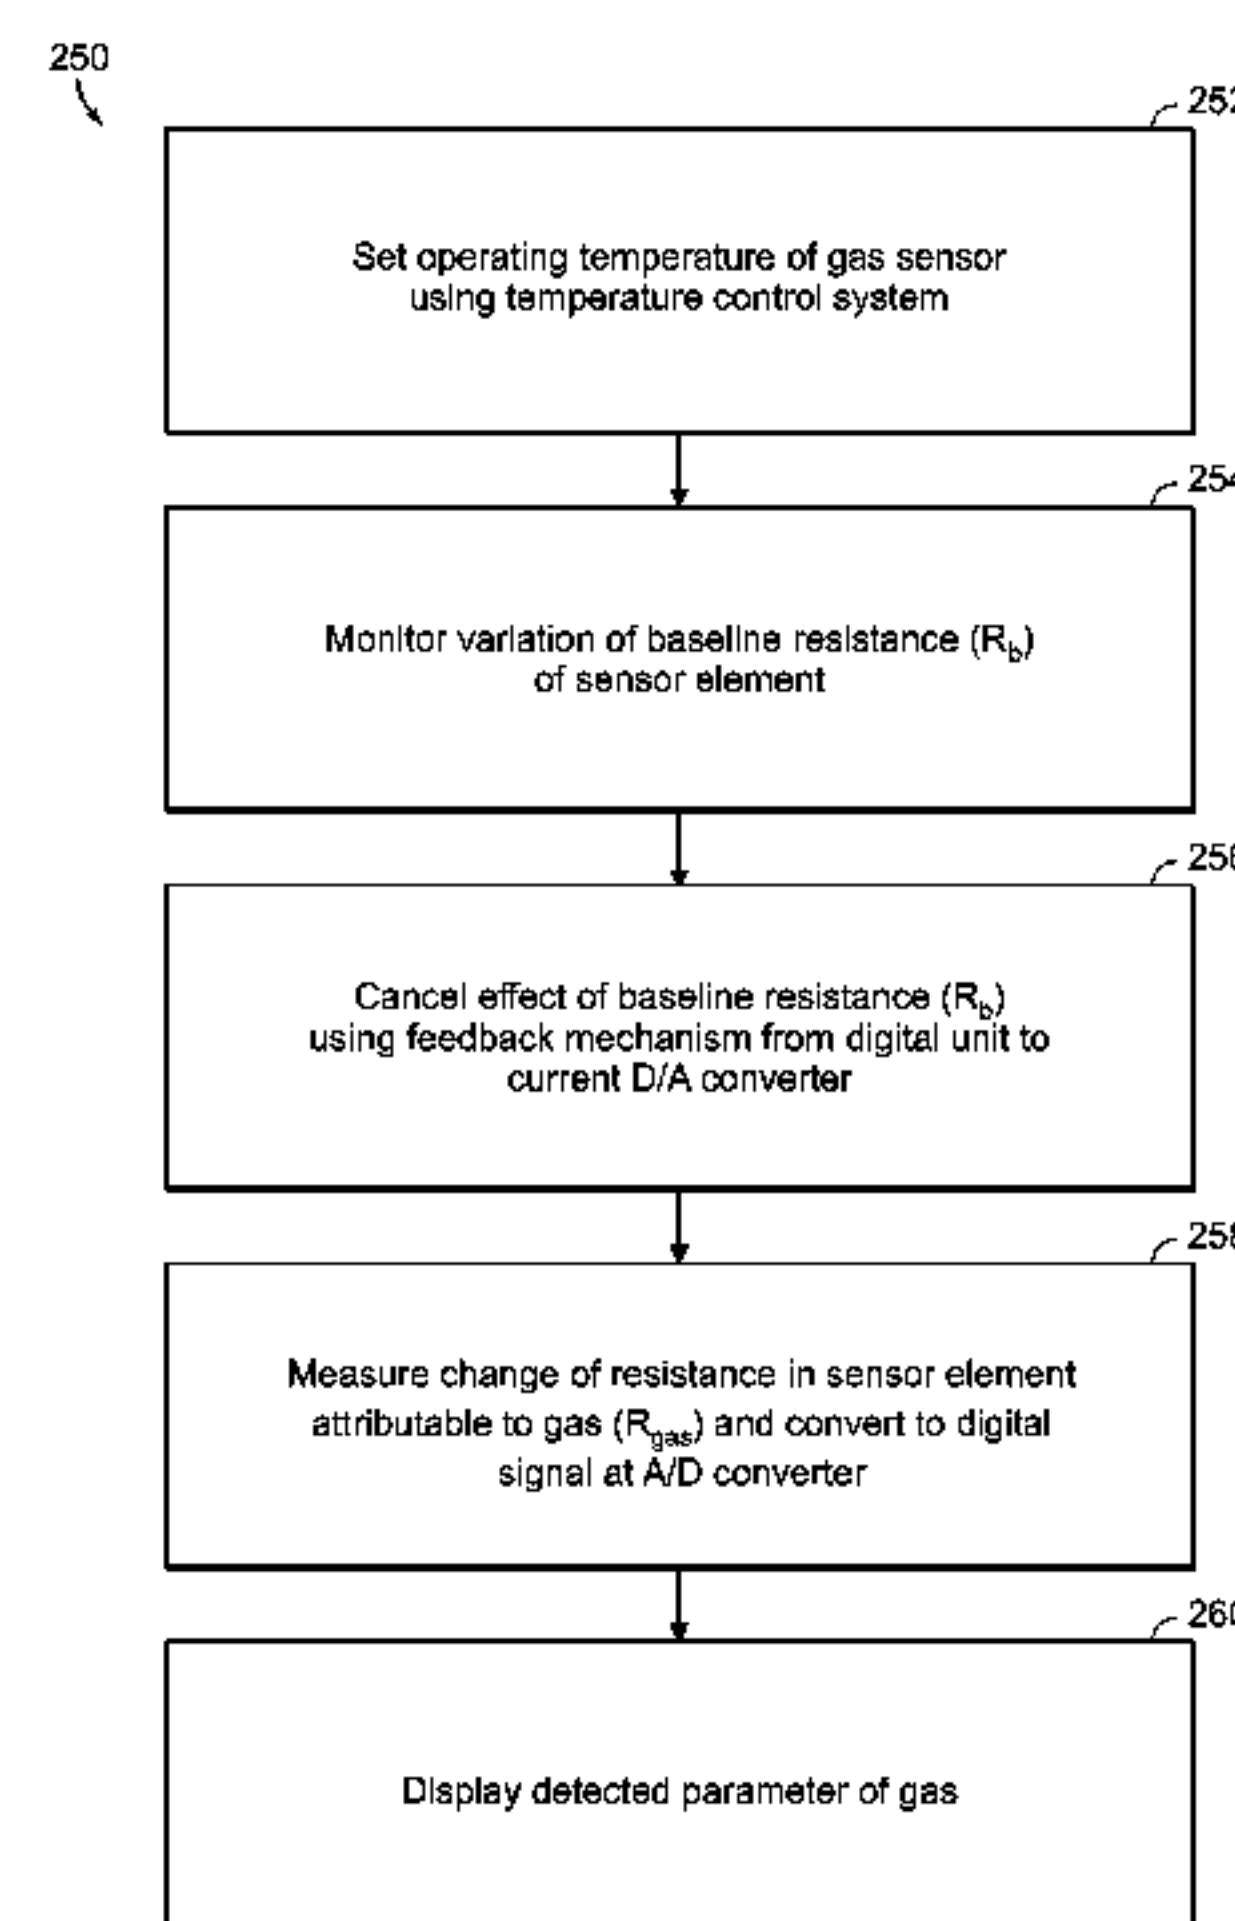 250
252
Set operating temperature of gas sensor
using temperature control system
254
Monitor variation of baseline resistance (Rb)
of sensor element
256
Cancel effect of baseline resistance (Rb)
using feedback mechanism from digital unit to
current D/A converter
258
Measure change of resistance in sensor element
attributable to gas (Rgas) and convert to digital
signal at A/D converter
260
Display detected parameter of gas